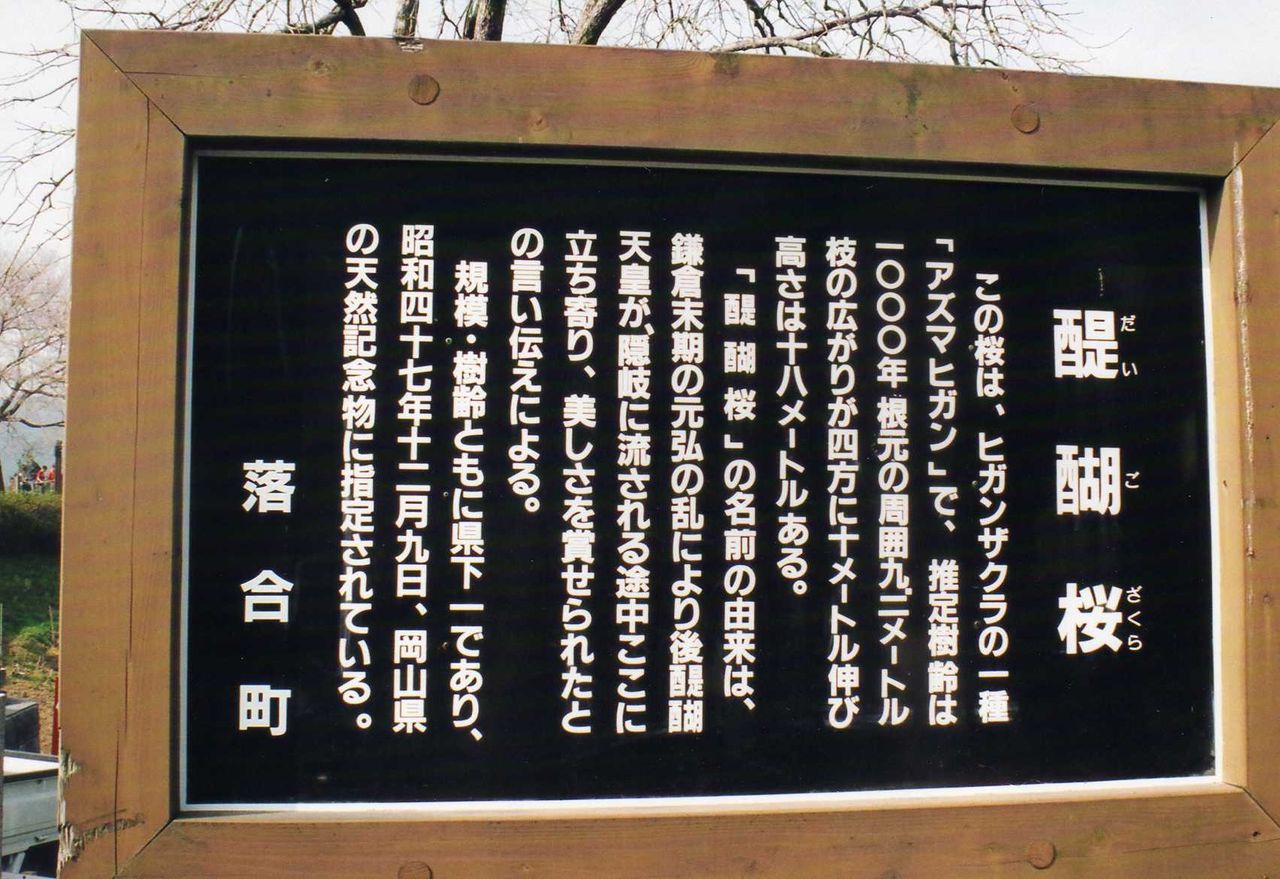 醍醐桜
だいござくら
この桜は、ヒガンザクラの一種
「アズマヒガン」で、推足樹齢は
一〇〇〇年根元の周囲九・二メートル
枝の広がりが四方に十メートル伸び
高さは十八メートルある。
「醍醐桜」の名前の由来は、
鎌倉末期の元弘の乱により後醍醐
天皇が、隠岐に流される途中ここに
立ち寄り、美しさを賞せられたと
の言い伝えによる。
規模・樹齢ともに県下一であり、
昭和四十七年十二月九日、岡山県
の天然記念物に指定されている。
落合町